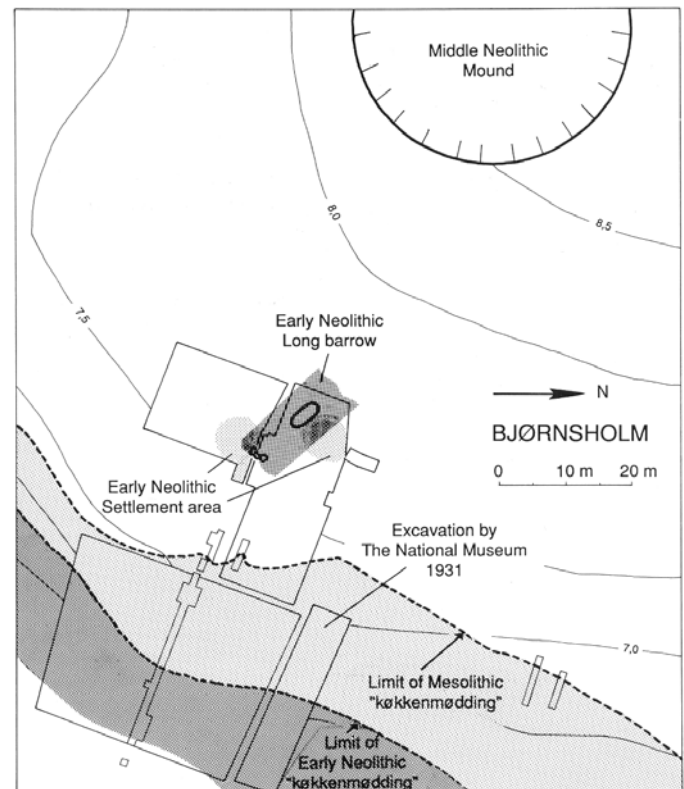 Middle Neolithic
Mound
8,0
8,5
7,5
Early Neolithic
Long barrow
N
BJØRNSHOLM
0 10 20 m
Early Neolithic
Settlement area
Excavation by
The National Museum
1931
7,0
Limit of Mesolithic
"køkkenmødding"
Limit of
Early Neolithic
"køkkenmødding"